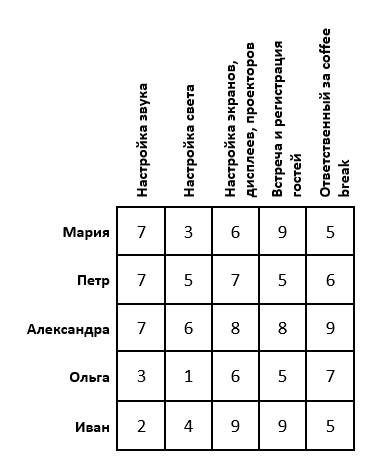 Настройка звука
Настройка света
Настройка экранов,
дисплеев, проекторов
Встреча и регистрация
гостей
Ответственный за coffee
break
Мария 7 3 6 9 5
Петр 7 5 7 5 6
Александра 7 6 8 8 9
Ольга 3 1 6 5 7
Иван 2 4 9 9 5